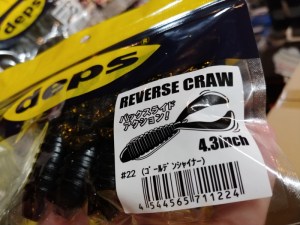 deps
deps
REVERSE CRAW
バックスライド
アクション!
4.3inch
#22 (ゴールデンシャイナー)
4544565711224